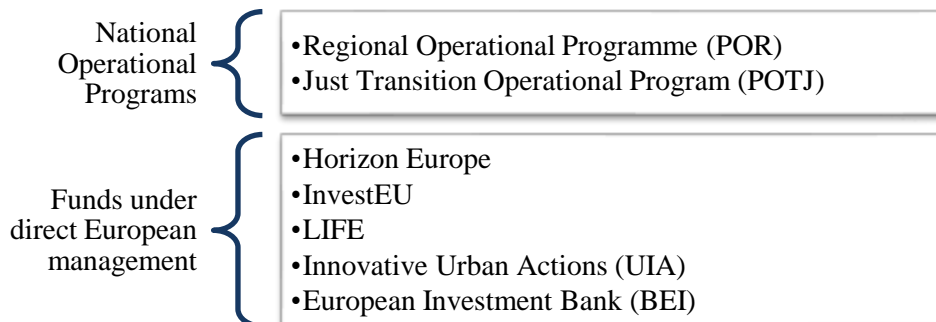 National
Operational
Programs
•Regional Operational Programme (POR)
•Just Transition Operational Program (POTJ)
Funds under
direct European
management
•Horizon Europe
•InvestEU
•LIFE
•Innovative Urban Actions (UIA)
•European Investment Bank (BEI)